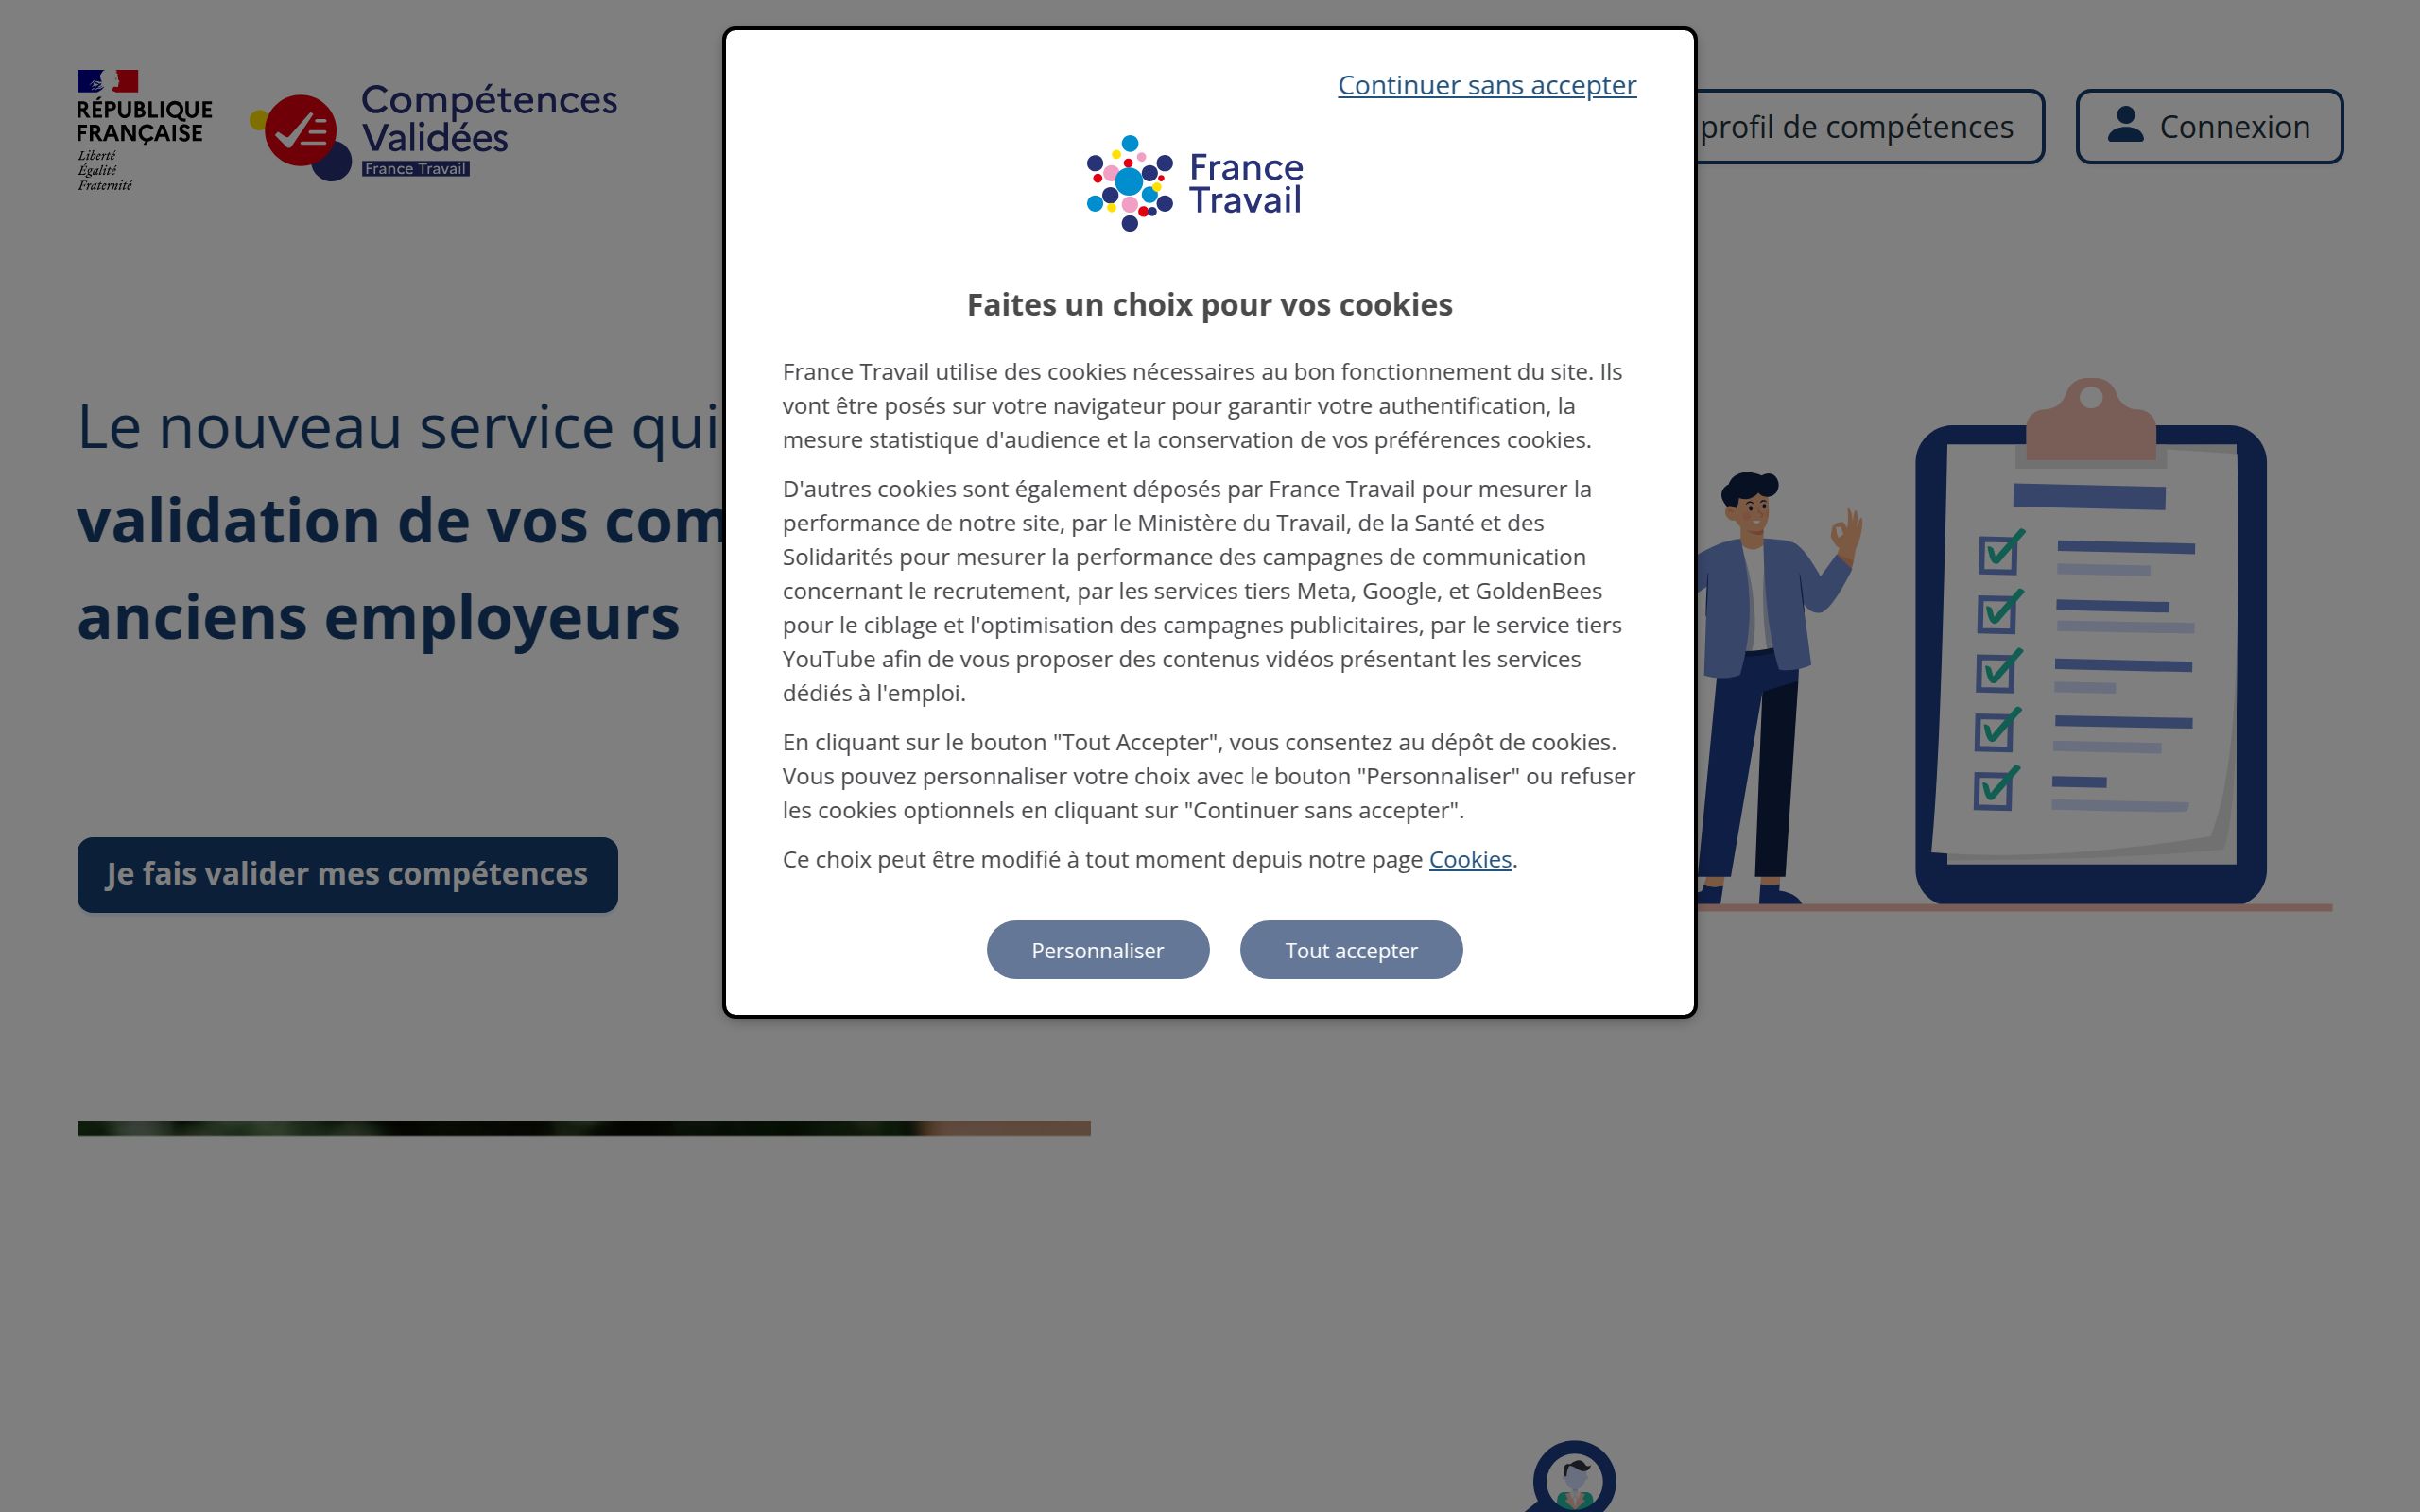 RÉPUBLIQUE
FRANÇAISE
Liberté
Égalité
Fraternité
Compétences
Validées
France Travail
profil de compétences
Connexion
Le nouveau service qui
validation de vos com
anciens employeurs
Je fais valider mes compétences
Continuer sans accepter
France
Travail
Faites un choix pour vos cookies
France Travail utilise des cookies nécessaires au bon fonctionnement du site. Ils
vont être posés sur votre navigateur pour garantir votre authentification, la
mesure statistique d'audience et la conservation de vos préférences cookies.
D'autres cookies sont également déposés par France Travail pour mesurer la
performance de notre site, par le Ministère du Travail, de la Santé et des
Solidarités pour mesurer la performance des campagnes de communication
concernant le recrutement, par les services tiers Meta, Google, et GoldenBees
pour le ciblage et l'optimisation des campagnes publicitaires, par le service tiers
YouTube afin de vous proposer des contenus vidéos présentant les services
dédiés à l'emploi.
En cliquant sur le bouton "Tout Accepter", vous consentez au dépôt de cookies.
Vous pouvez personnaliser votre choix avec le bouton "Personnaliser" ou refuser
les cookies optionnels en cliquant sur "Continuer sans accepter".
Ce choix peut être modifié à tout moment depuis notre page Cookies.
Personnaliser
Tout accepter